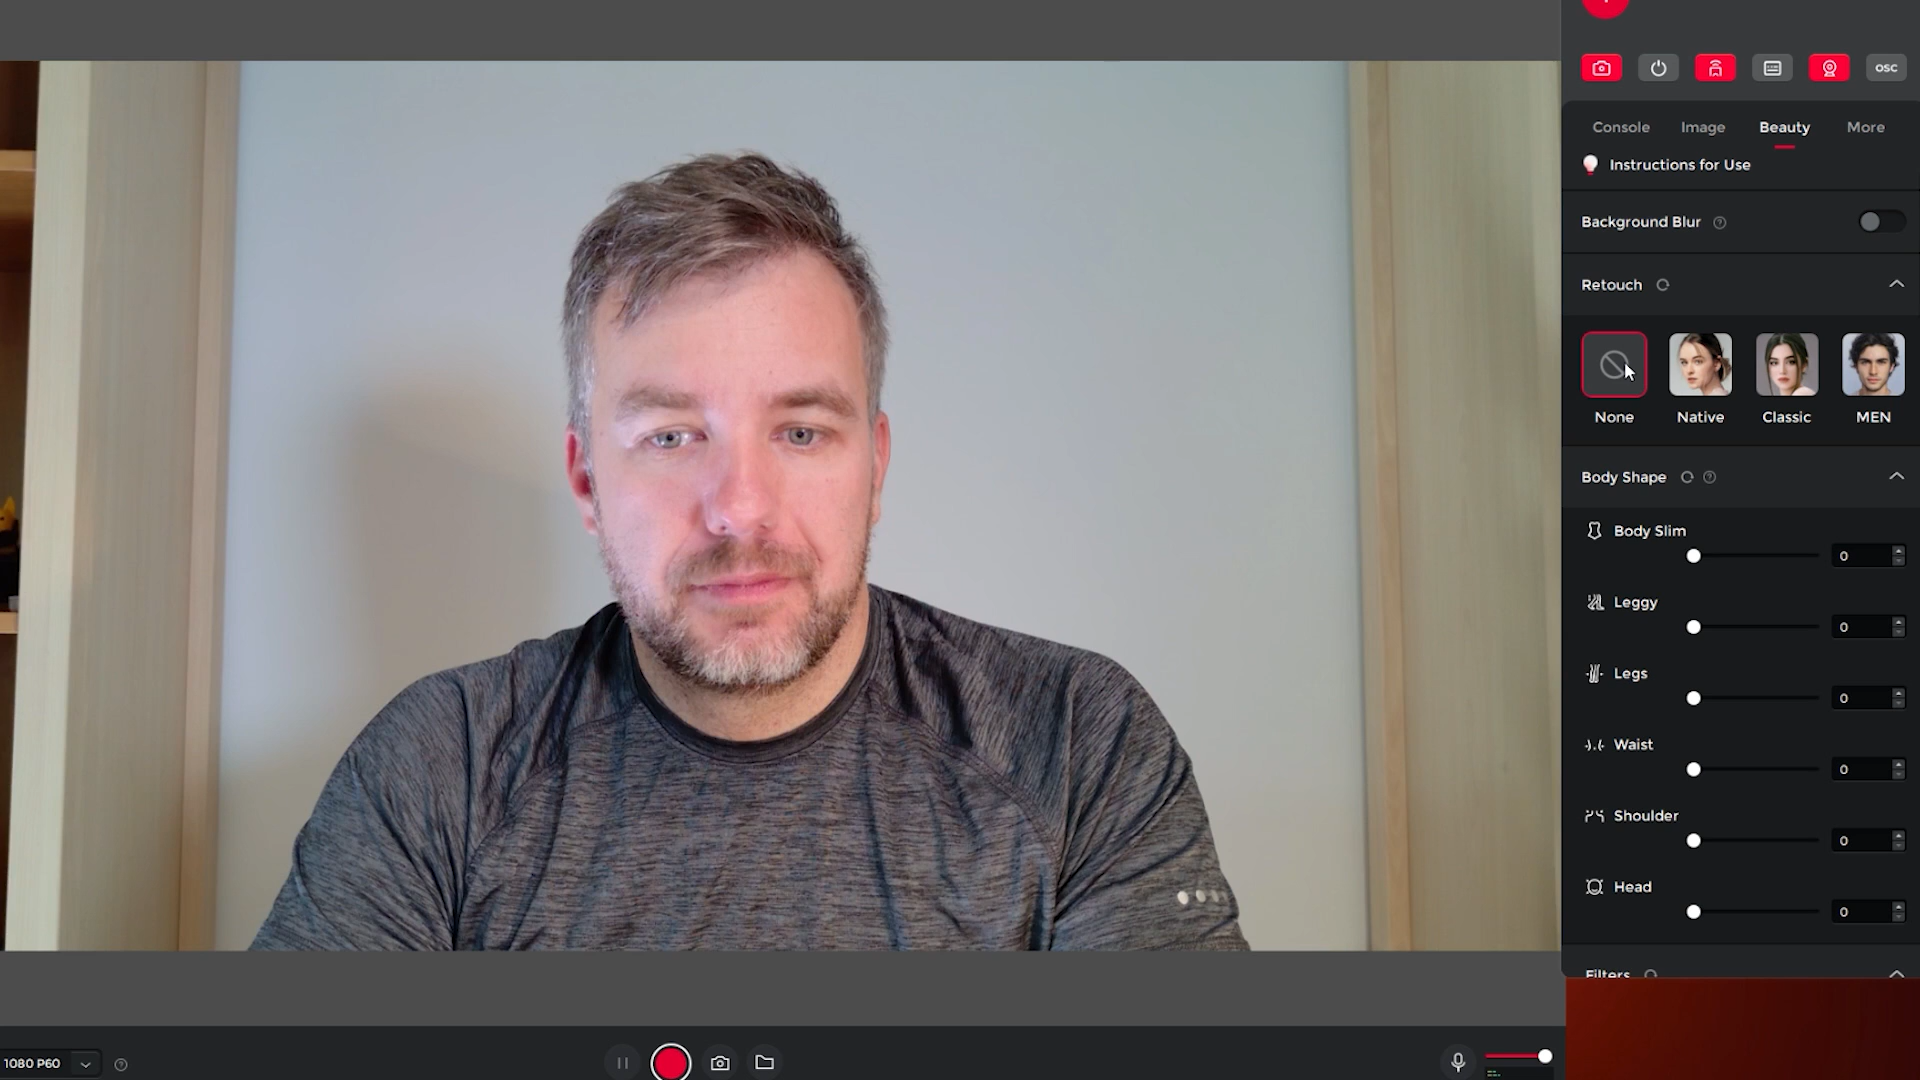 OSC
Console Image Beauty More
Instructions for Use
Background Blur
Retouch
None Native Classic MEN
Body Shape
Body Slim
0
Leggy
0
Legs
0
Waist
0
Shoulder
0
Head
0
Filters
1080 P60